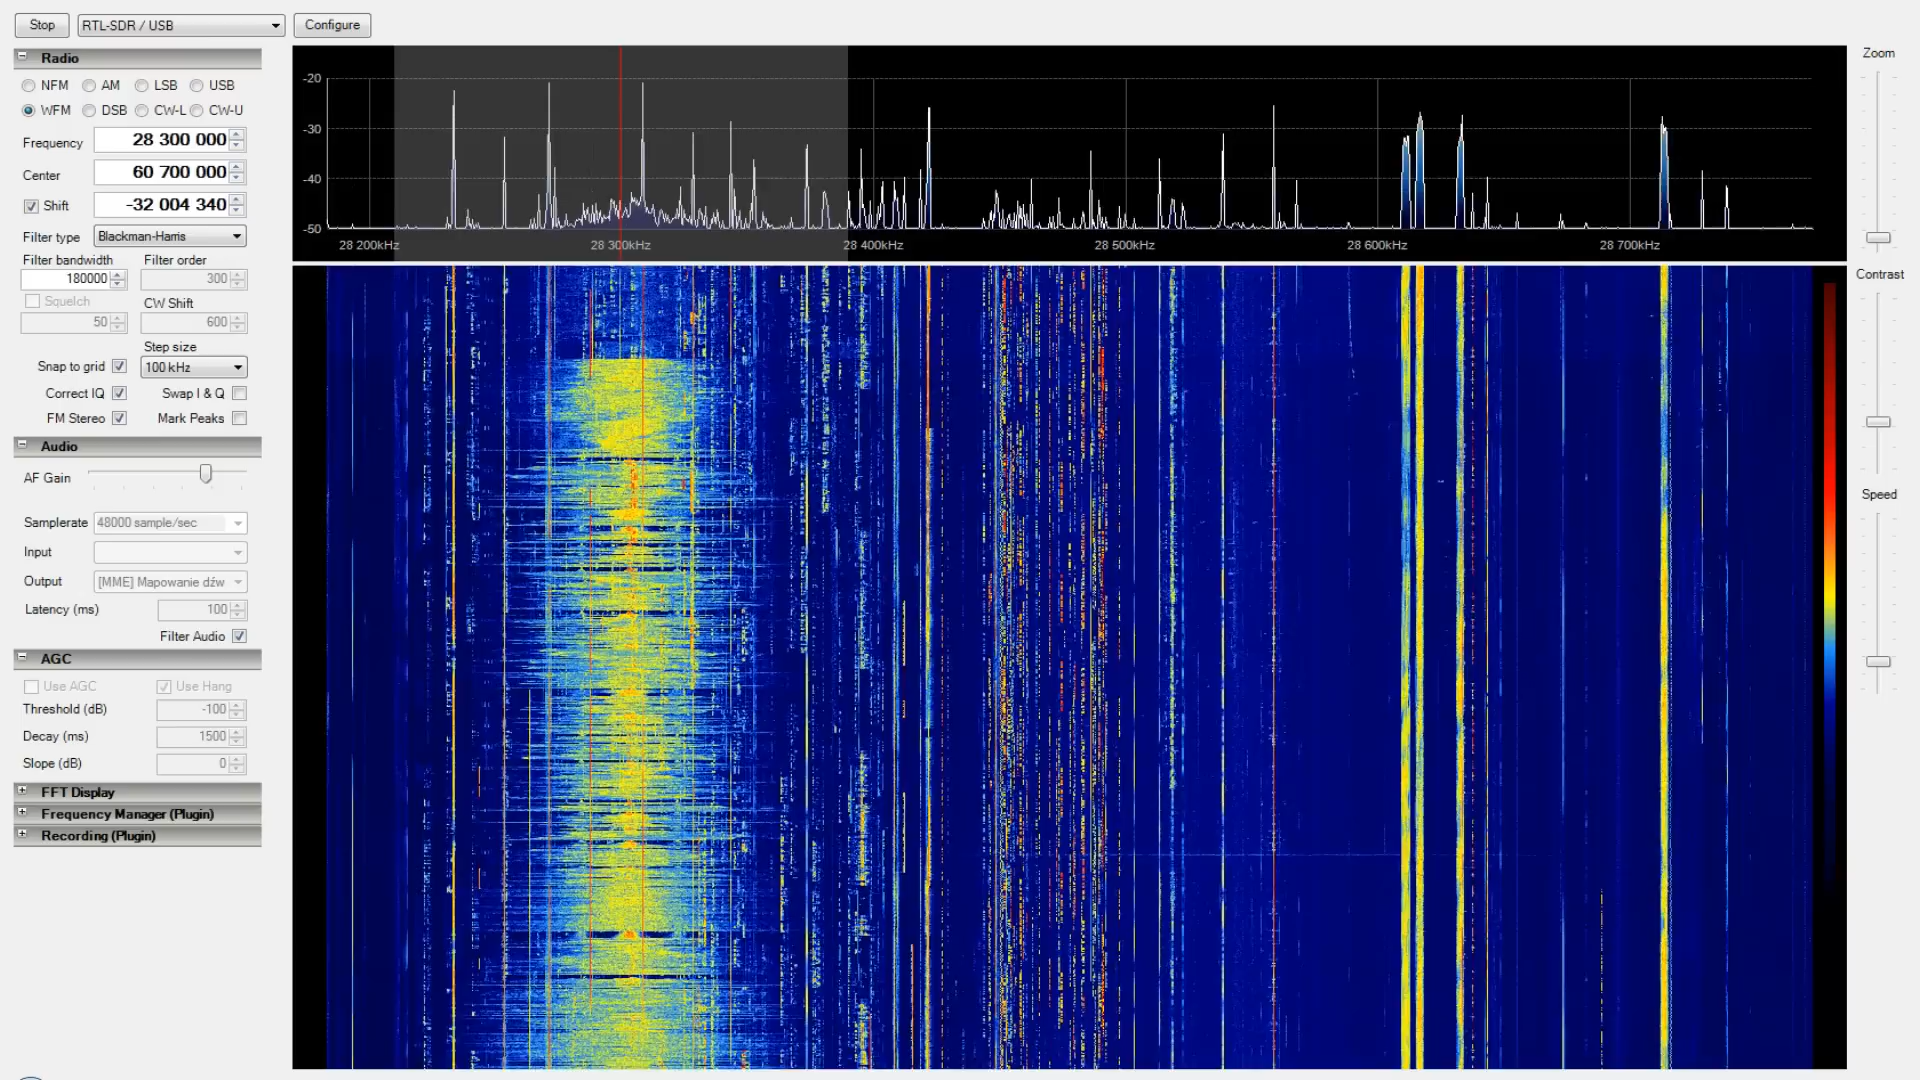 Stop RTL-SDR / USB Configure
Radio
NFM AM LSB USB
WFM DSB CW-L CW-U
Frequency 28 300 000
Center 60 700 000
Shift -32 004 340
Filter type Blackman-Harris
Filter bandwidth Filter order
180000 300
Squelch CW Shift
50 600
Step size
Snap to grid 100 kHz
Correct IQ Swap I & Q
FM Stereo Mark Peaks
Audio
AF Gain
Samplerate 48000 sample/sec
Input
Output [MME] Mapowanie dźw
Latency (ms) 100
Filter Audio
AGC
Use AGC Use Hang
Threshold (dB) -100
Decay (ms) 1500
Slope (dB) 0
FFT Display
Frequency Manager (Plugin)
Recording (Plugin)
-20
-30
-40
-50
28 200kHz 28 300kHz 28 400kHz 28 500kHz 28 600kHz 28 700kHz
Zoom
Contrast
Speed